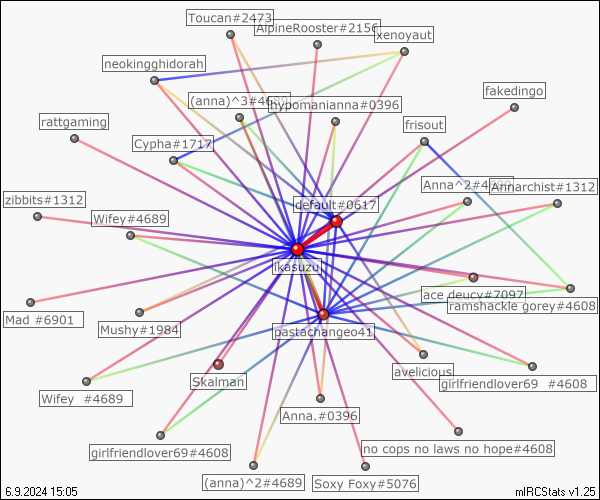 Toucan#2473
AlpineRooster#2156
xenoyaut
neokingghidorah
fakedingo
(anna)^3#4689
hypomanianna#0396
rattgaming
frisout
Cypha#1717
Anna^2#4
Annarchist#1312
zibbits#1312
default#0617
Wifey#4689
ikasuzu
ace deucy#7097
ramshackle gorey#4608
Mad #6901
Mushy#1984
pastachangeo41
avelicious
Skalman
girlfriendlover69 #4608
Wifey #4689
Anna.#0396
girlfriendlover69#4608
no cops no laws no hope#4608
(anna)^2#4689
Soxy Foxy#5076
6.9.2024 15:05
mIRCStats v1.25